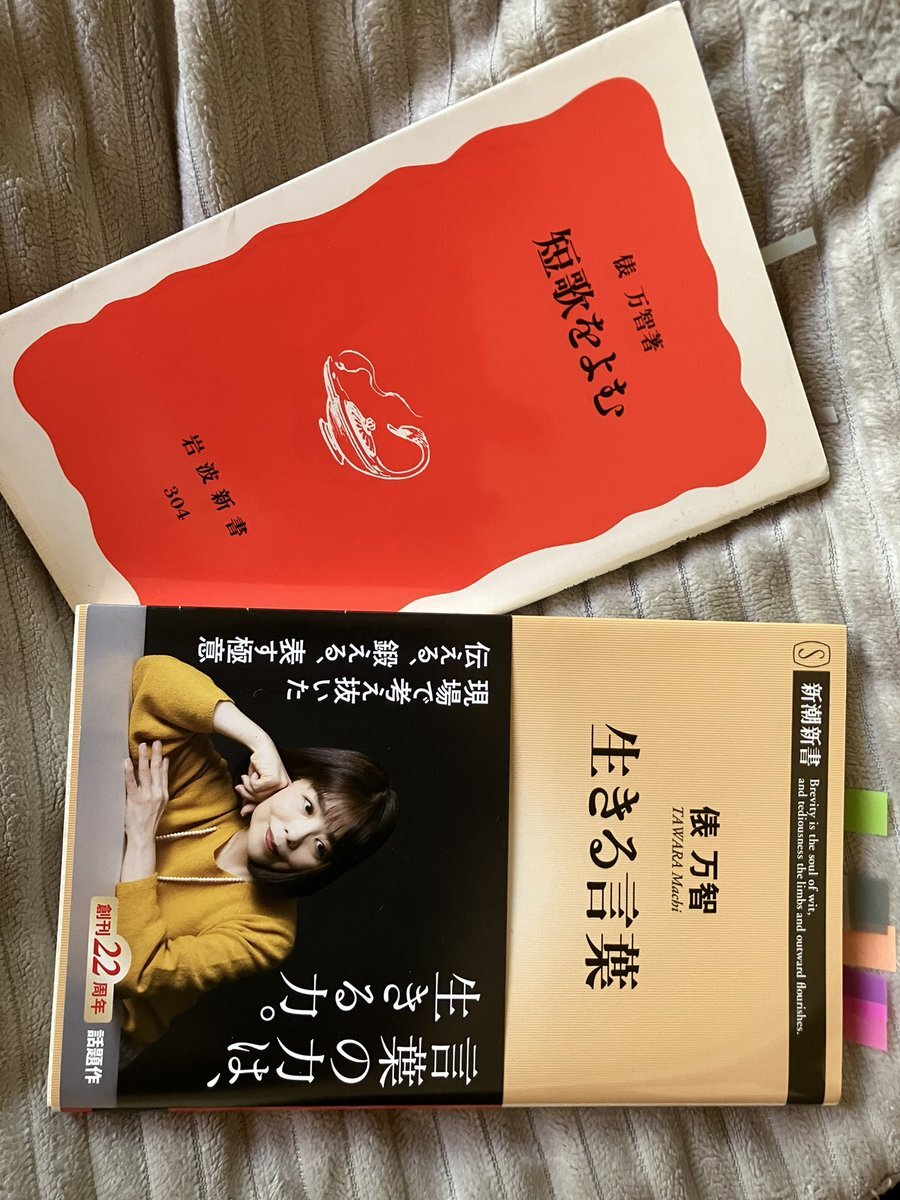 俵 万智著
短歌をよむ
岩波新書
304
S
新潮新書
Brevity is the soul of wit,
and tediousness the limbs and outward flourishes.
俵 万智
TAWARA Machi
生きる言葉
現場で考え抜いた
伝える、鍛える、表す極意
言葉の力は、
生きる力。
創刊22周年
話題作